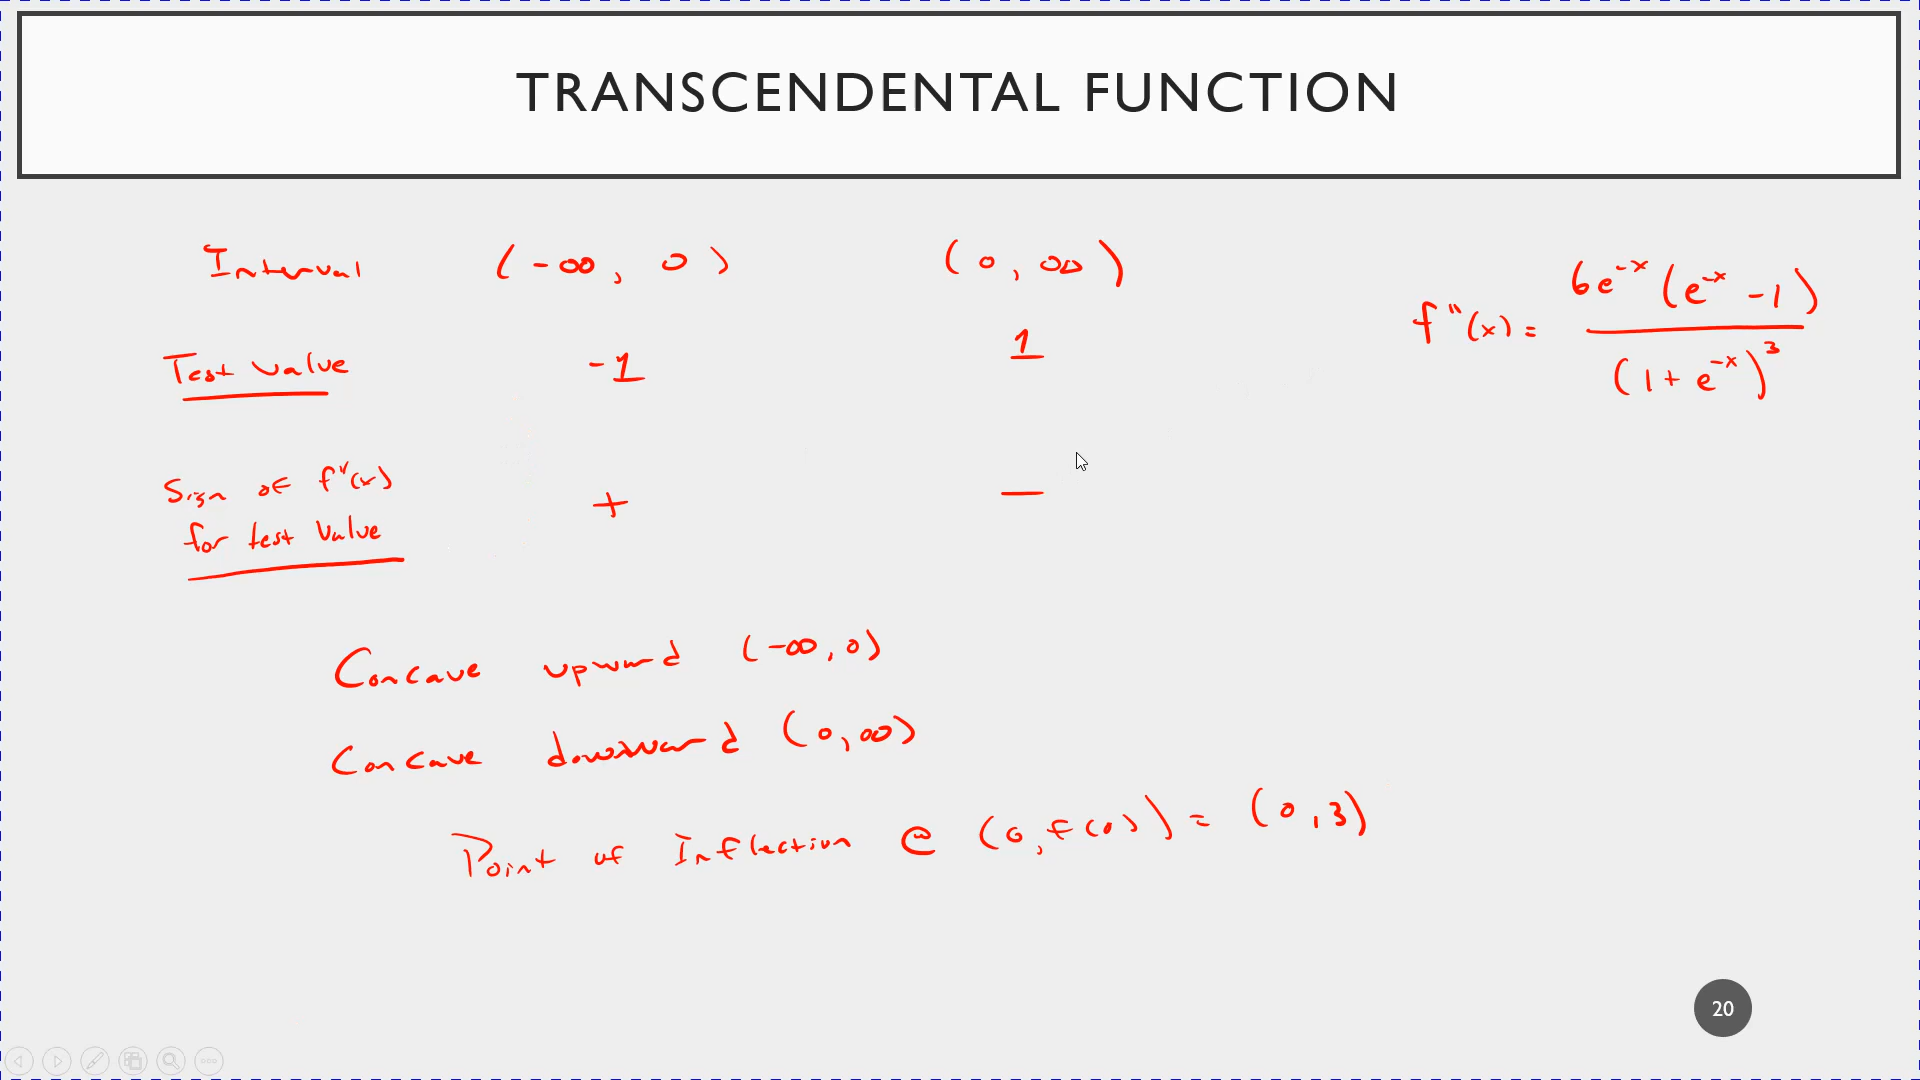 TRANSCENDENTAL FUNCTION
Interval (-∞, 0) (0, ∞)
f"(x) = 6e^{-x}(e^{-x} -1) / (1 + e^{-x})^3
Test Value -1 1
Sign of f"(x)
for test Value + —
Concave upward (-∞, 0)
Concave downward (0, ∞)
Point of Inflection @ (0, f(0)) = (0, 3)
20